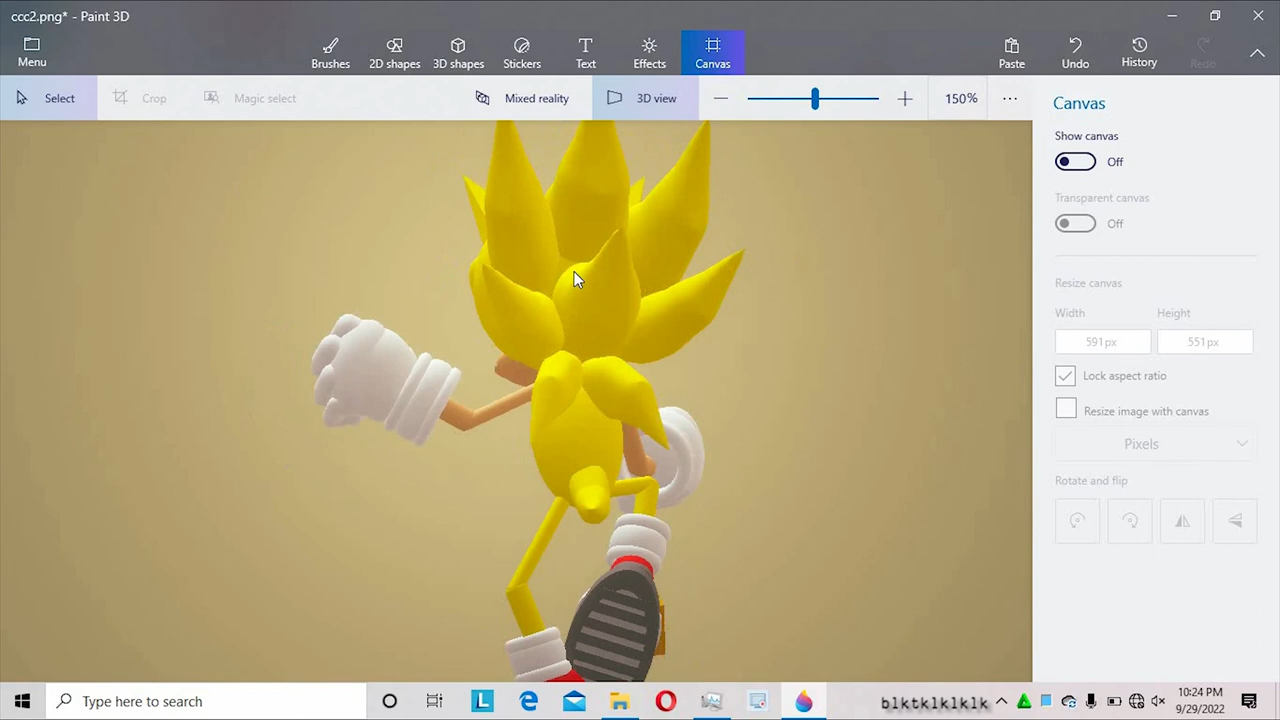 ccc2.png* - Paint 3D
Menu
Brushes
2D shapes
3D shapes
Stickers
Text
Effects
Canvas
Paste
Undo
History
Redo
Select
Crop
Magic select
Mixed reality
3D view
150%
Canvas
Show canvas
Off
Transparent canvas
Off
Resize canvas
Width
Height
591px
551px
Lock aspect ratio
Resize image with canvas
Pixels
Rotate and flip
Type here to search
L
blktklklklk
10:24 PM
9/29/2022